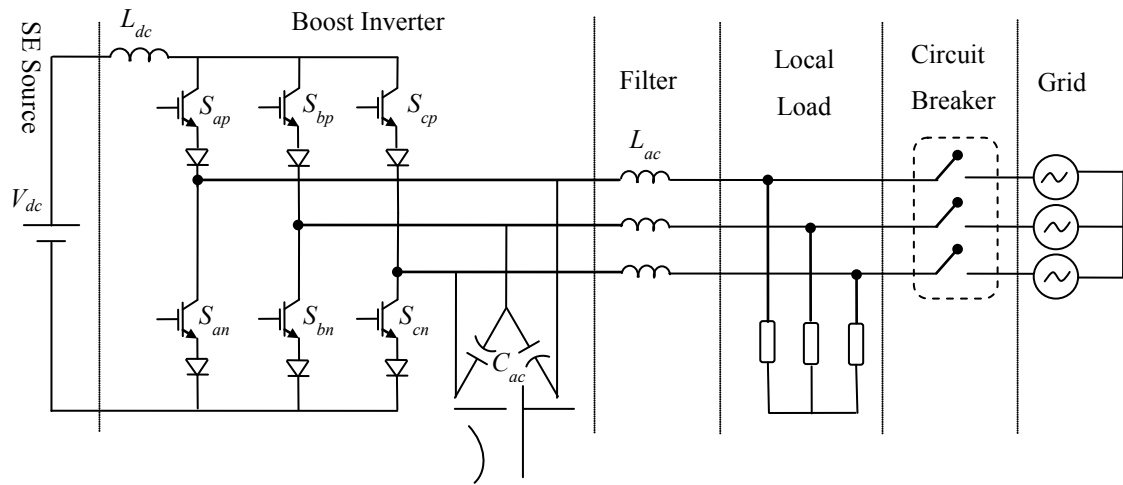 SE Source
L_dc
Boost Inverter
Filter
Local
Load
Circuit
Breaker
Grid
S_ap
S_bp
S_cp
L_ac
V_dc
S_an
S_bn
S_cn
C_ac